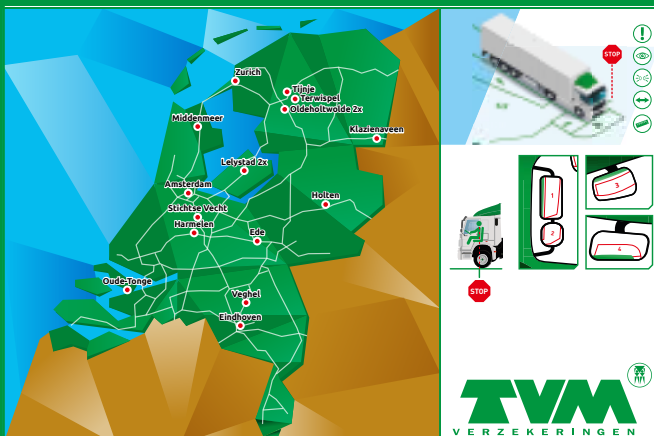 Zurich
Tijnje
Terwispel
Oldeholtwolde 2x
Middenmeer
Klazienaveen
Lelystad 2x
Amsterdam
Holten
Stichtse Vecht
Harmelen
Ede
Oude-Tonge
Veghel
Eindhoven
STOP
1
2
3
4
STOP
TVM
VERZEKERINGEN